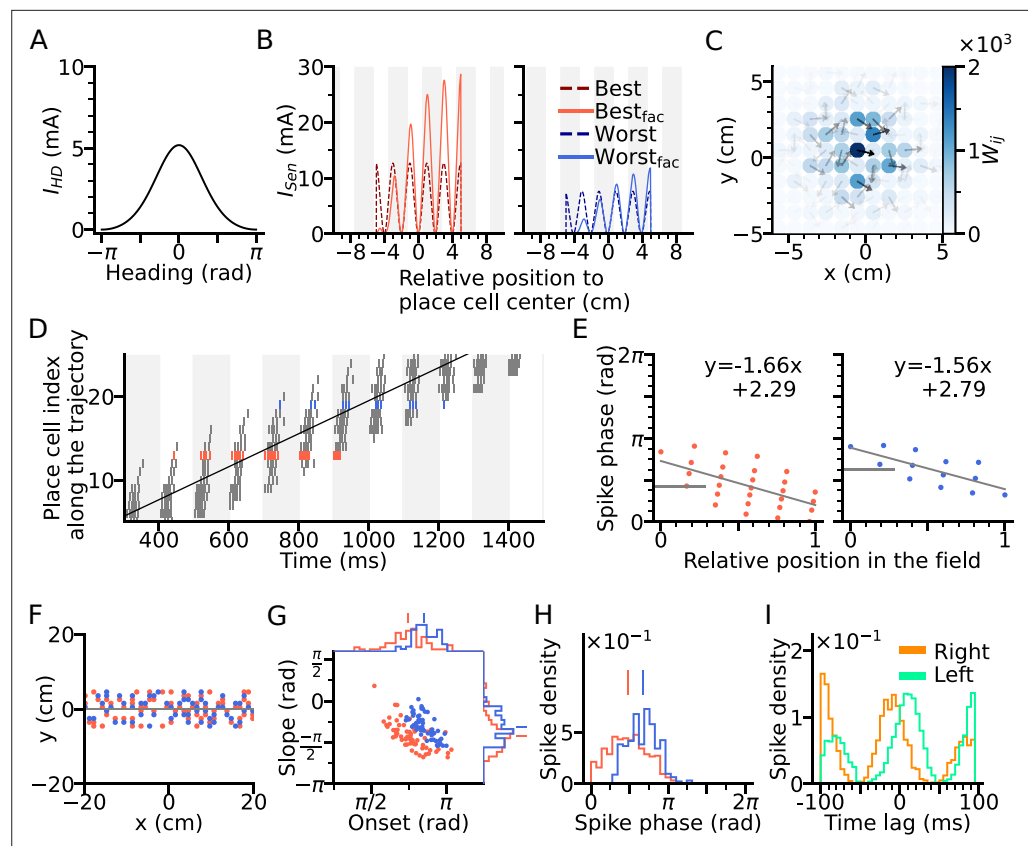 A
10
5
0
I_HD (mA)
−π
0
π
Heading (rad)
B
30
20
10
0
I_Sen (mA)
Best
Best_fac
Worst
Worst_fac
−8
−4
0
4
8
−8
−4
0
4
8
Relative position to
place cell center (cm)
C
5
0
−5
y (cm)
−5
0
5
x (cm)
×10³
2
1
0
W_ij
D
Place cell index
along the trajectory
20
10
400
600
800
1000
1200
1400
Time (ms)
E
Spike phase (rad)
2π
π
0
y=-1.66x
+2.29
y=-1.56x
+2.79
0
1
0
1
Relative position in the field
F
20
0
−20
y (cm)
−20
0
20
x (cm)
G
Slope (rad)
π/2
0
−π/2
−π
π/2
π
Onset (rad)
H
×10⁻¹
Spike density
5
0
0
π
2π
Spike phase (rad)
I
×10⁻¹
Spike density
2
1
0
Right
Left
-100
0
100
Time lag (ms)